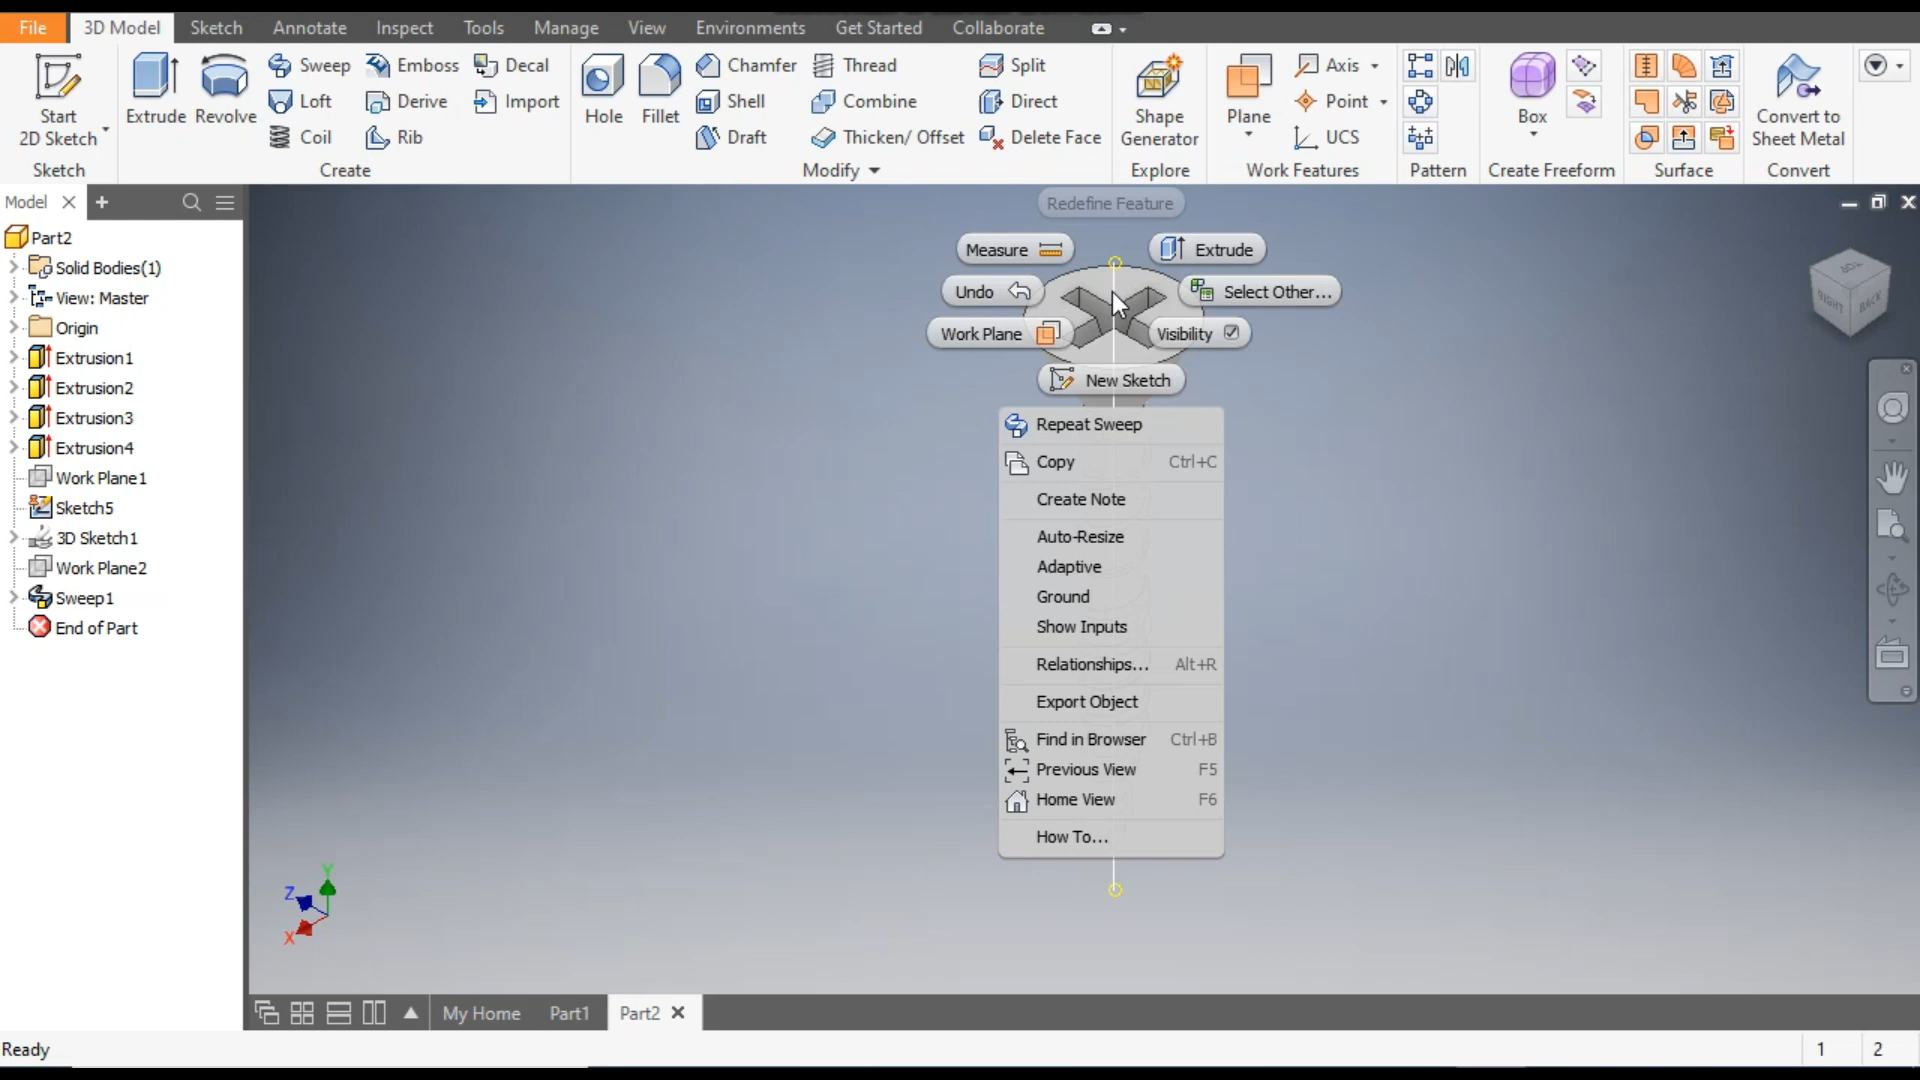 File 3D Model Sketch Annotate Inspect Tools Manage View Environments Get Started Collaborate
Start
2D Sketch
Extrude
Revolve
Sweep
Loft
Coil
Emboss
Derive
Rib
Decal
Import
Hole
Fillet
Chamfer
Shell
Draft
Thread
Combine
Thicken/ Offset
Split
Direct
Delete Face
Shape
Generator
Plane
Axis
Point
UCS
Box
Convert to
Sheet Metal
Sketch Create Modify Explore Work Features Pattern Create Freeform Surface Convert
Model
Part2
Solid Bodies(1)
View: Master
Origin
Extrusion1
Extrusion2
Extrusion3
Extrusion4
Work Plane1
Sketch5
3D Sketch1
Work Plane2
Sweep1
End of Part
Redefine Feature
Measure
Extrude
Undo
Select Other...
Work Plane
Visibility
New Sketch
Repeat Sweep
Copy Ctrl+C
Create Note
Auto-Resize
Adaptive
Ground
Show Inputs
Relationships... Alt+R
Export Object
Find in Browser Ctrl+B
Previous View F5
Home View F6
How To...
TOP
RIGHT
BACK
Y
Z
X
My Home Part1 Part2
Ready 1 2